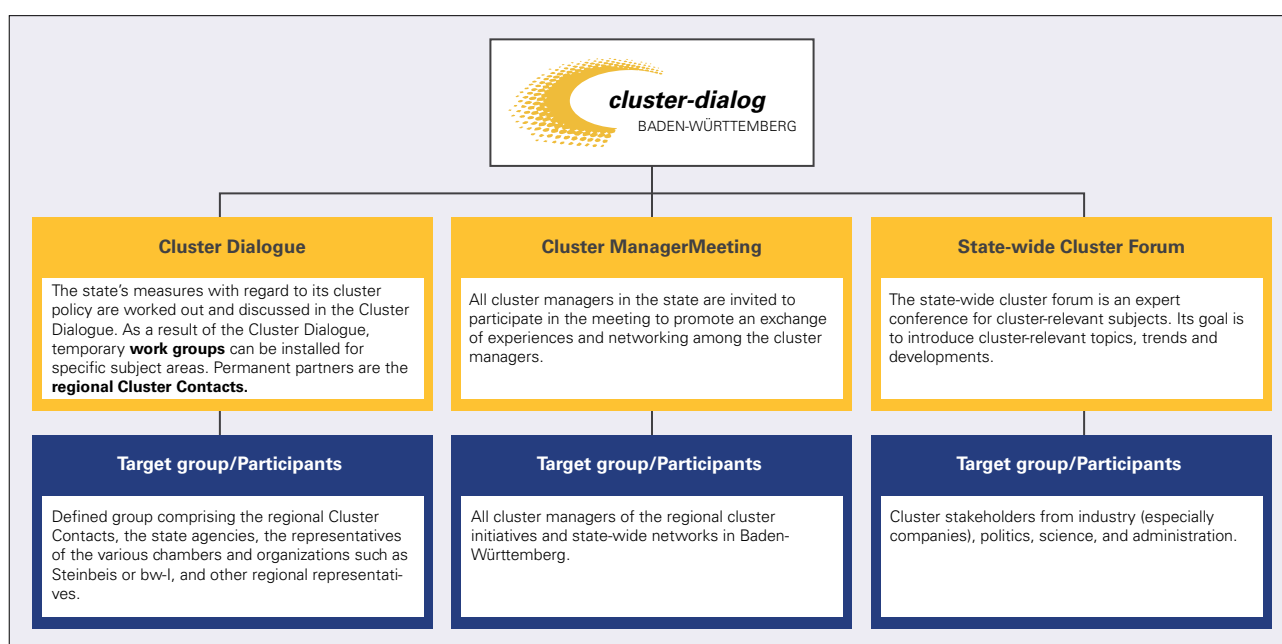 cluster-dialog
BADEN-WÜRTTEMBERG
Cluster Dialogue
The state's measures with regard to its cluster
policy are worked out and discussed in the Cluster
Dialogue. As a result of the Cluster Dialogue,
temporary work groups can be installed for
specific subject areas. Permanent partners are the
regional Cluster Contacts.
Cluster ManagerMeeting
All cluster managers in the state are invited to
participate in the meeting to promote an exchange
of experiences and networking among the cluster
managers.
State-wide Cluster Forum
The state-wide cluster forum is an expert
conference for cluster-relevant subjects. Its goal is
to introduce cluster-relevant topics, trends and
developments.
Target group/Participants
Defined group comprising the regional Cluster
Contacts, the state agencies, the representatives
of the various chambers and organizations such as
Steinbeis or bw-I, and other regional representati-
ves.
Target group/Participants
All cluster managers of the regional cluster
initiatives and state-wide networks in Baden-
Württemberg.
Target group/Participants
Cluster stakeholders from industry (especially
companies), politics, science, and administration.